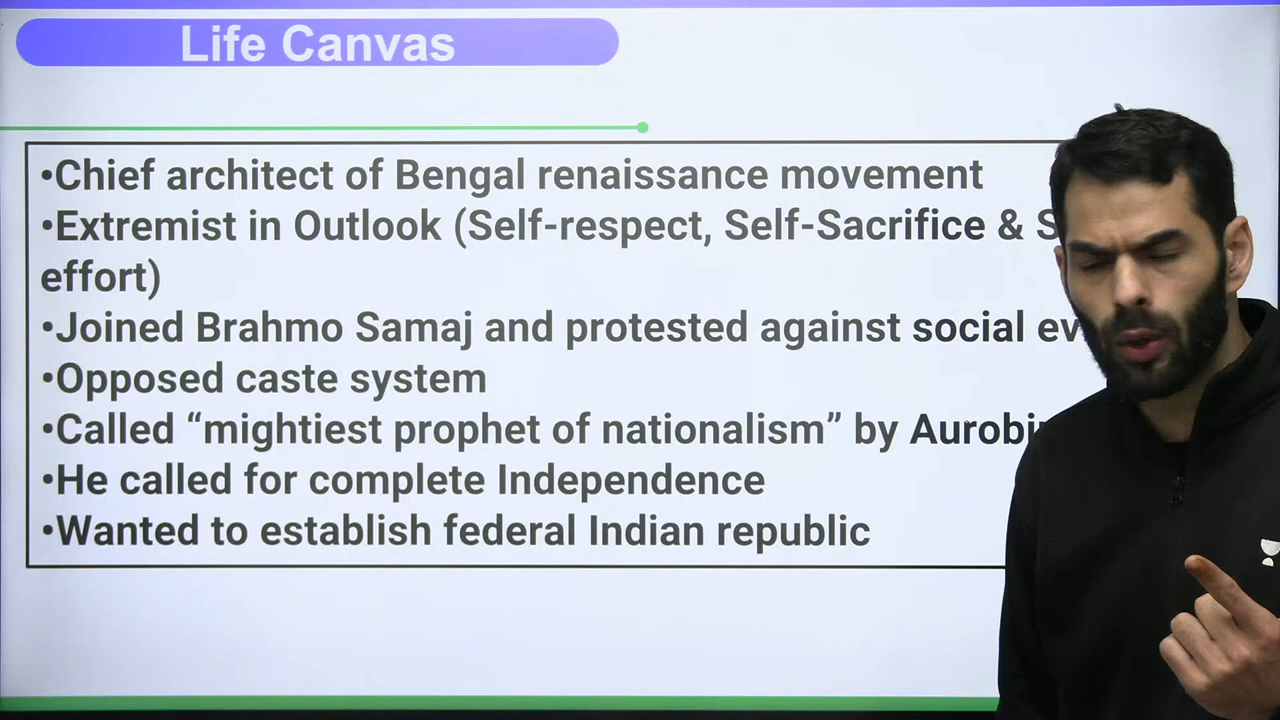 Life Canvas
•Chief architect of Bengal renaissance movement
•Extremist in Outlook (Self-respect, Self-Sacrifice &
effort)
•Joined Brahmo Samaj and protested against social
•Opposed caste system
•Called “mightiest prophet of nationalism” by
•He called for complete Independence
•Wanted to establish federal Indian republic